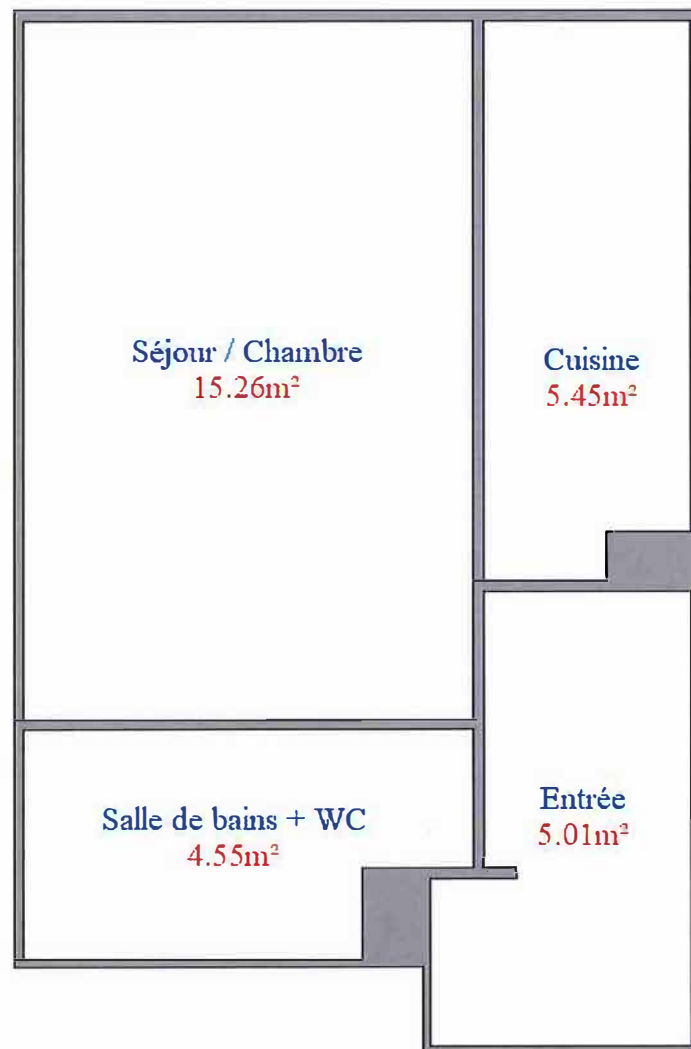 Séjour / Chambre
15.26m²
Cuisine
5.45m²
Salle de bains + WC
4.55m²
Entrée
5.01m²